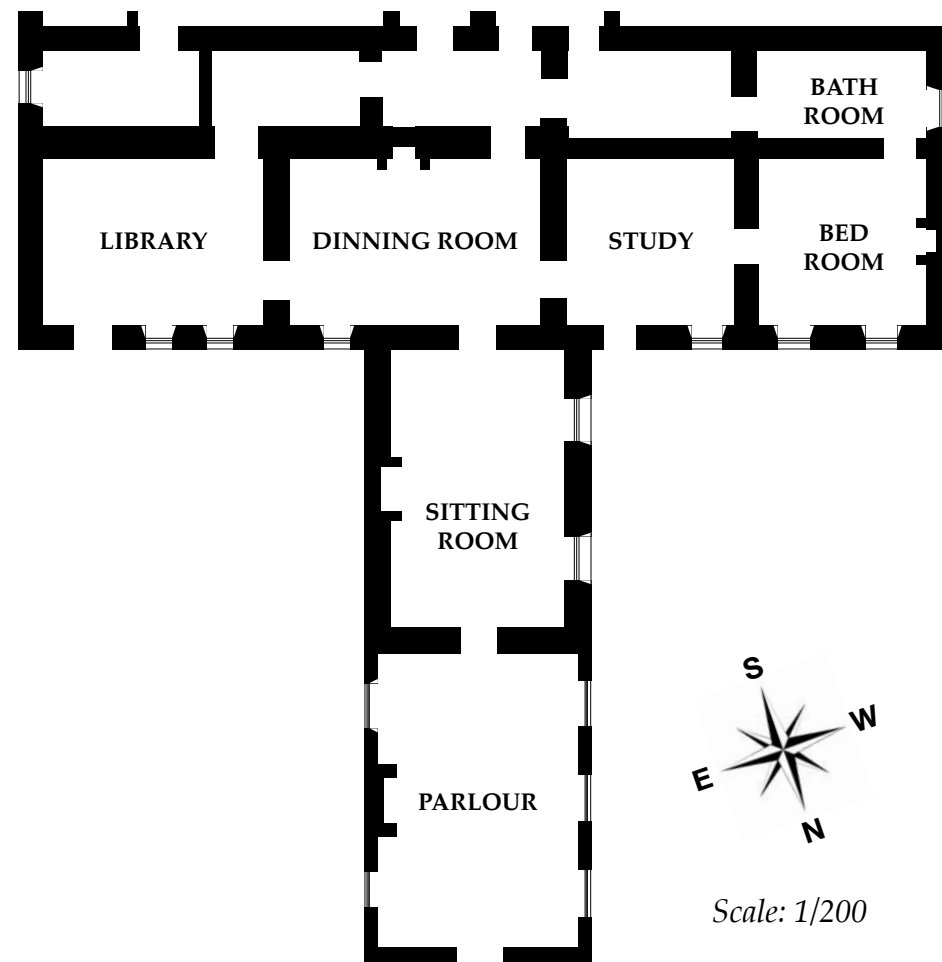 BATH
ROOM
LIBRARY
DINNING ROOM
STUDY
BED
ROOM
SITTING
ROOM
PARLOUR
S
W
E
N
Scale: 1/200